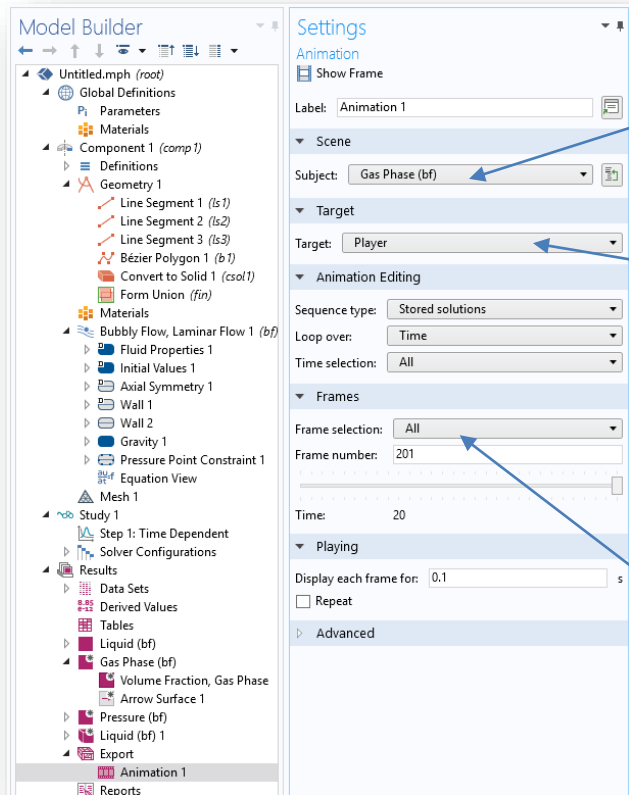 Model Builder
Untitled.mph (root)
Global Definitions
Pi Parameters
Materials
Component 1 (comp1)
Definitions
Geometry 1
Line Segment 1 (ls1)
Line Segment 2 (ls2)
Line Segment 3 (ls3)
Bézier Polygon 1 (b1)
Convert to Solid 1 (csol1)
Form Union (fin)
Materials
Bubbly Flow, Laminar Flow 1 (bf)
Fluid Properties 1
Initial Values 1
Axial Symmetry 1
Wall 1
Wall 2
Gravity 1
Pressure Point Constraint 1
Equation View
Mesh 1
Study 1
Step 1: Time Dependent
Solver Configurations
Results
Data Sets
8.85
e-12 Derived Values
Tables
Liquid (bf)
Gas Phase (bf)
Volume Fraction, Gas Phase
Arrow Surface 1
Pressure (bf)
Liquid (bf) 1
Export
Animation 1
Reports
Settings
Animation
Show Frame
Label: Animation 1
Scene
Subject: Gas Phase (bf)
Target
Target: Player
Animation Editing
Sequence type: Stored solutions
Loop over: Time
Time selection: All
Frames
Frame selection: All
Frame number: 201
Time: 20
Playing
Display each frame for: 0.1 s
Repeat
Advanced